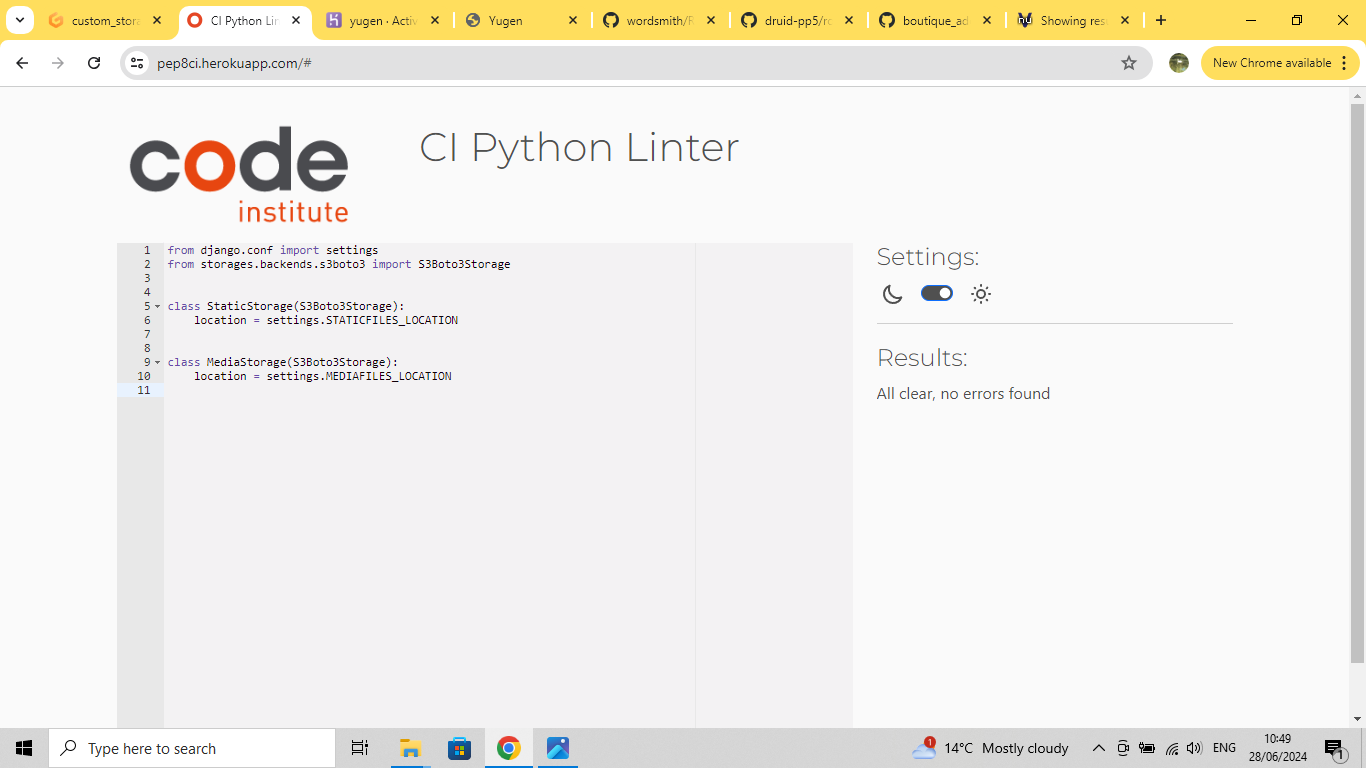 custom_stora
CI Python Lin
yugen · Activ
Yugen
wordsmith/R
druid-pp5/ro
boutique_ad
Showing resu
pep8ci.herokuapp.com/#
New Chrome available
code
institute
CI Python Linter
1 from django.conf import settings
2 from storages.backends.s3boto3 import S3Boto3Storage
3
4
5 class StaticStorage(S3Boto3Storage):
6 location = settings.STATICFILES_LOCATION
7
8
9 class MediaStorage(S3Boto3Storage):
10 location = settings.MEDIAFILES_LOCATION
11
Settings:
Results:
All clear, no errors found
Type here to search
1
14°C Mostly cloudy
ENG
10:49
28/06/2024
1